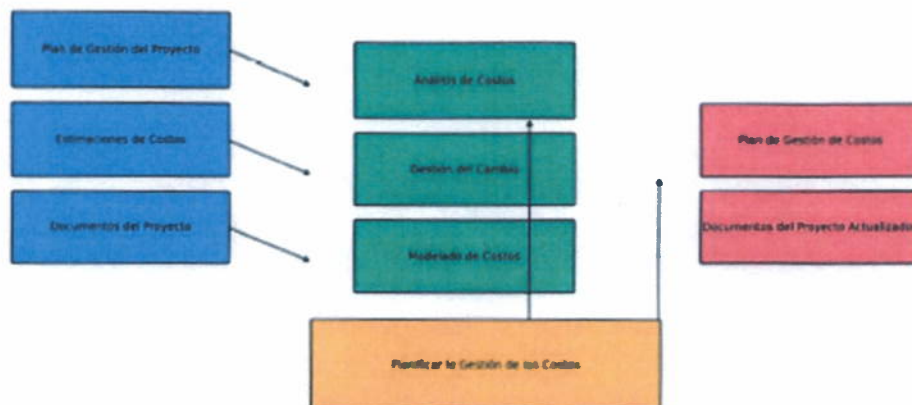 Plan de Gestión del Proyecto
Estimaciones de Costos
Documentos del Proyecto
Análisis de Costos
Gestión del Cambio
Modelado de Costos
Plan de Gestión de Costos
Documentos del Proyecto Actualizado
Planificar la Gestión de los Costos